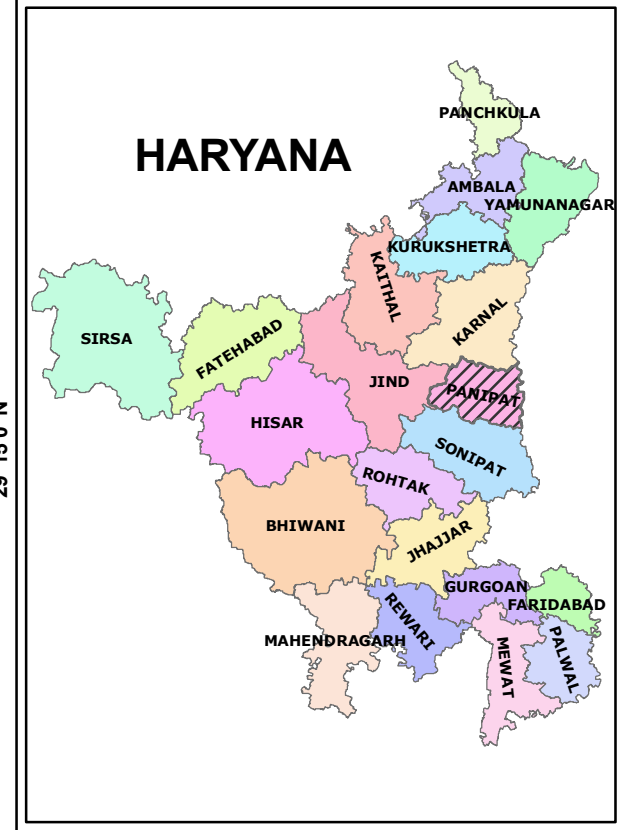 PANCHKULA
HARYANA
AMBALA
YAMUNANAGAR
KURUKSHETRA
KAITHAL
KARNAL
SIRSA
FATEHABAD
JIND
PANIPAT
HISAR
SONIPAT
ROHTAK
BHIWANI
JHAJJAR
GURGOAN
FARIDABAD
REWARI
MAHENDRAGARH
MEWAT
PALWAL